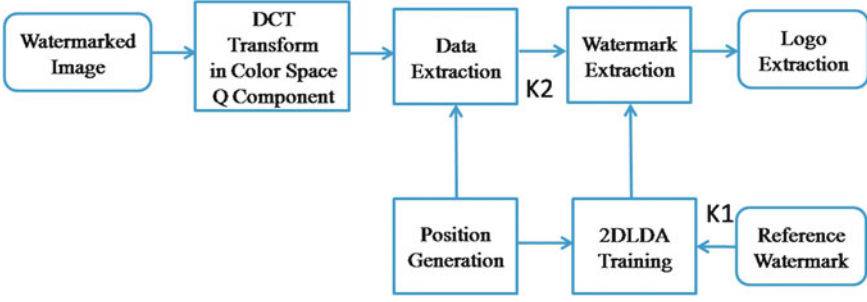 Watermarked
Image
DCT
Transform
in Color Space
Q Component
Data
Extraction
K2
Watermark
Extraction
Logo
Extraction
Position
Generation
2DLDA
Training
K1
Reference
Watermark